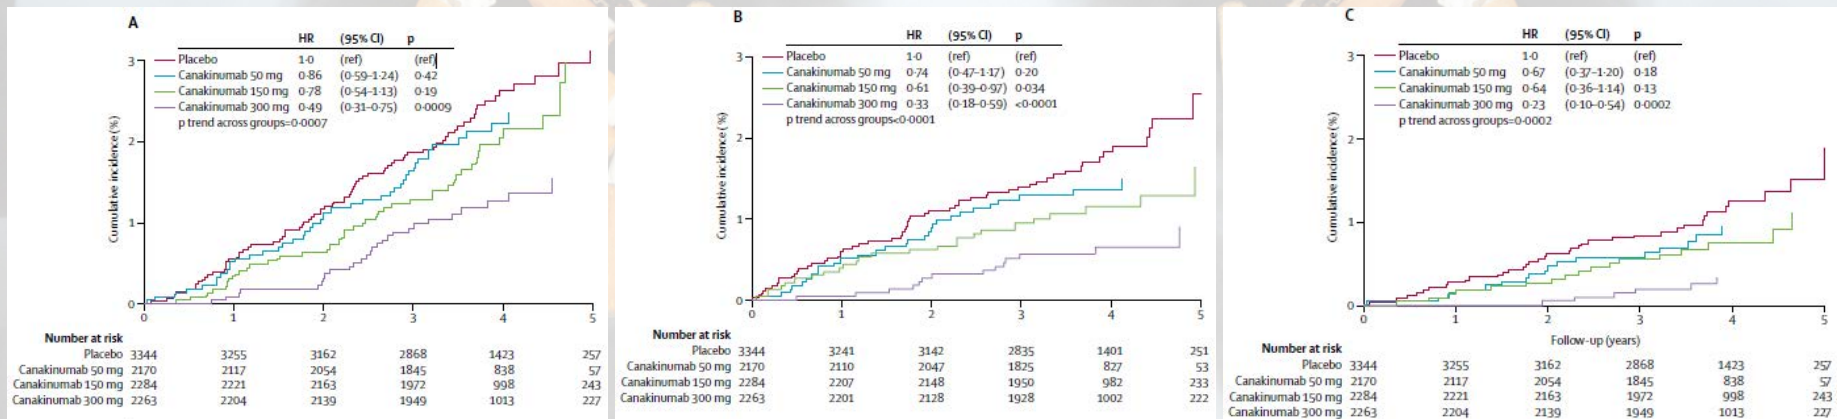 A
HR (95% CI) p
Placebo 1·0 (ref) (ref)
Canakinumab 50 mg 0·86 (0·59–1·24) 0·42
Canakinumab 150 mg 0·78 (0·54–1·13) 0·19
Canakinumab 300 mg 0·49 (0·31–0·75) 0·0009
p trend across groups=0·0007
Cumulative incidence (%)
3
2
1
0
0 1 2 3 4 5
Number at risk
Placebo 3344 3255 3162 2868 1423 257
Canakinumab 50 mg 2170 2117 2054 1845 838 57
Canakinumab 150 mg 2284 2221 2163 1972 998 243
Canakinumab 300 mg 2263 2204 2139 1949 1013 227
B
HR (95% CI) p
Placebo 1·0 (ref) (ref)
Canakinumab 50 mg 0·74 (0·47–1·17) 0·20
Canakinumab 150 mg 0·61 (0·39–0·97) 0·034
Canakinumab 300 mg 0·33 (0·18–0·59) <0·0001
p trend across groups<0·0001
Cumulative incidence (%)
3
2
1
0
0 1 2 3 4 5
Number at risk
Placebo 3344 3241 3142 2835 1401 251
Canakinumab 50 mg 2170 2110 2047 1825 827 53
Canakinumab 150 mg 2284 2207 2148 1950 982 233
Canakinumab 300 mg 2263 2201 2128 1928 1002 222
C
HR (95% CI) p
Placebo 1·0 (ref) (ref)
Canakinumab 50 mg 0·67 (0·37–1·20) 0·18
Canakinumab 150 mg 0·64 (0·36–1·14) 0·13
Canakinumab 300 mg 0·23 (0·10–0·54) 0·0002
p trend across groups=0·0002
Cumulative incidence (%)
3
2
1
0
0 1 2 3 4 5
Follow-up (years)
Number at risk
Placebo 3344 3255 3162 2868 1423 257
Canakinumab 50 mg 2170 2117 2054 1845 838 57
Canakinumab 150 mg 2284 2221 2163 1972 998 243
Canakinumab 300 mg 2263 2204 2139 1949 1013 227